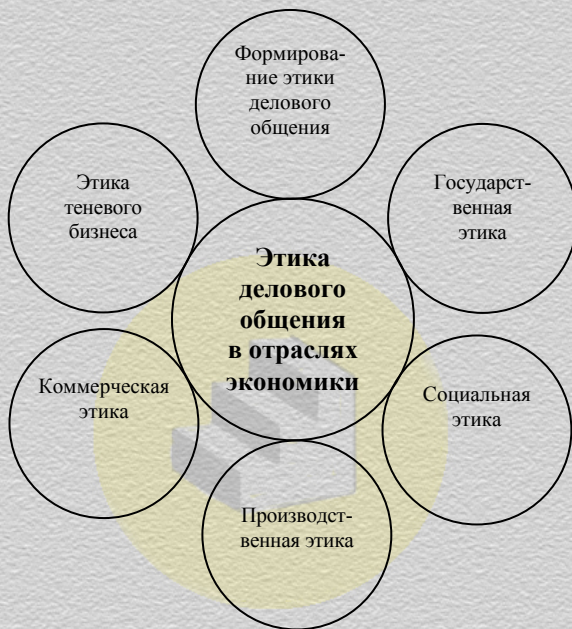 Формирова-
ние этики
делового
общения
Этика
теневого
бизнеса
Государст-
венная
этика
Этика
делового
общения
в отраслях
экономики
Коммерческая
этика
Социальная
этика
Производст-
венная этика